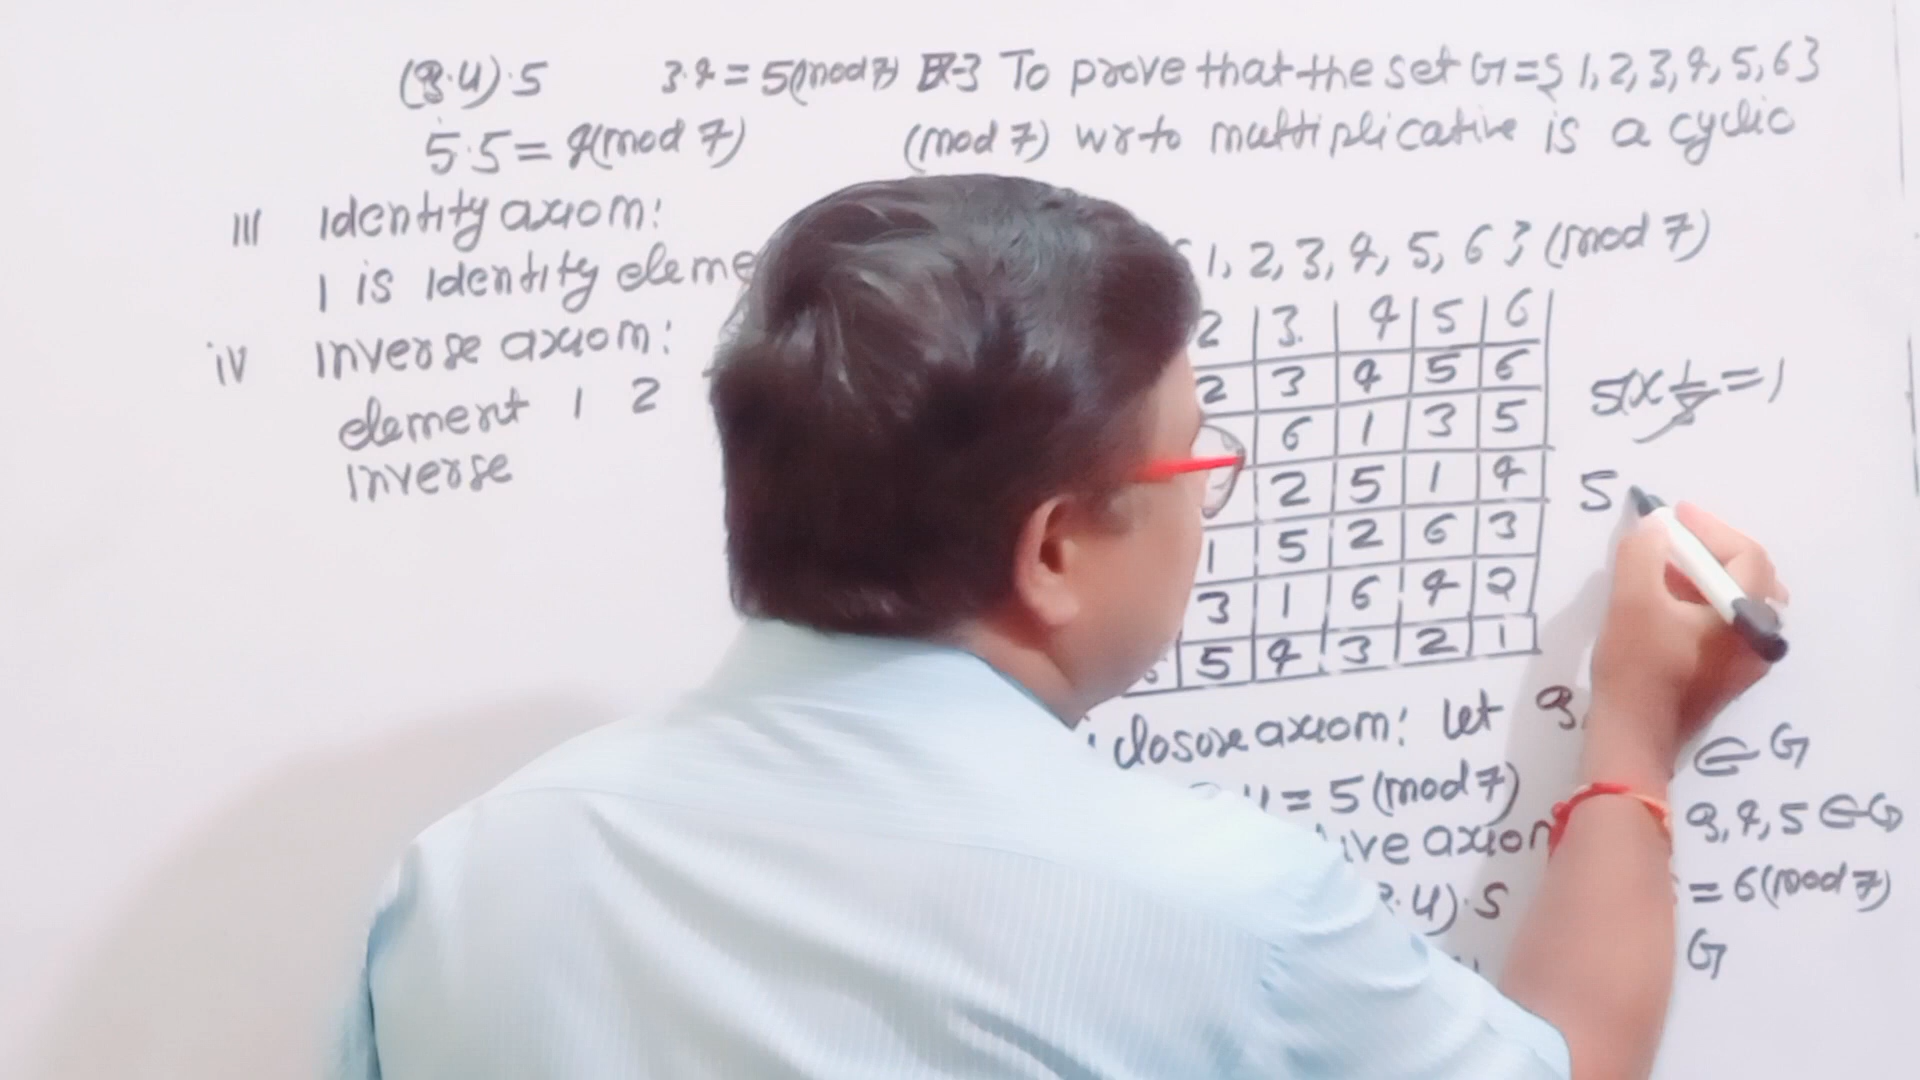 (3.4).5 3.4 = 5(mod 7)
5.5 = 4(mod 7)
iii Identity axiom:
1 is Identity eleme
iv Inverse axiom:
element 1 2
Inverse
Ex-3 To prove that the set G = { 1, 2, 3, 4, 5, 6 }
(mod 7) wrto multiplicative is a cyclic
1, 2, 3, 4, 5, 6 } (mod 7)
2 3 4 5 6
2 3 4 5 6
6 1 3 5
2 5 1 4
1 5 2 6 3
3 1 6 4 2
5 4 3 2 1
5 x 1/5 = 1
5
closure axiom: let 3, ∈ G
.4 = 5 (mod 7)
ive axiom 3,4,5 ∈ G
.4).5 = 6(mod 7)
G